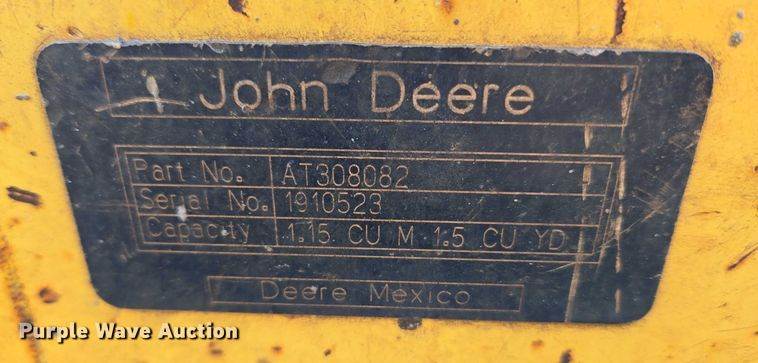 John Deere
Part No. AT308082
Serial No. 1910523
Capacity 1.15 CU M 1.5 CU YD
Deere Mexico
Purple Wave Auction